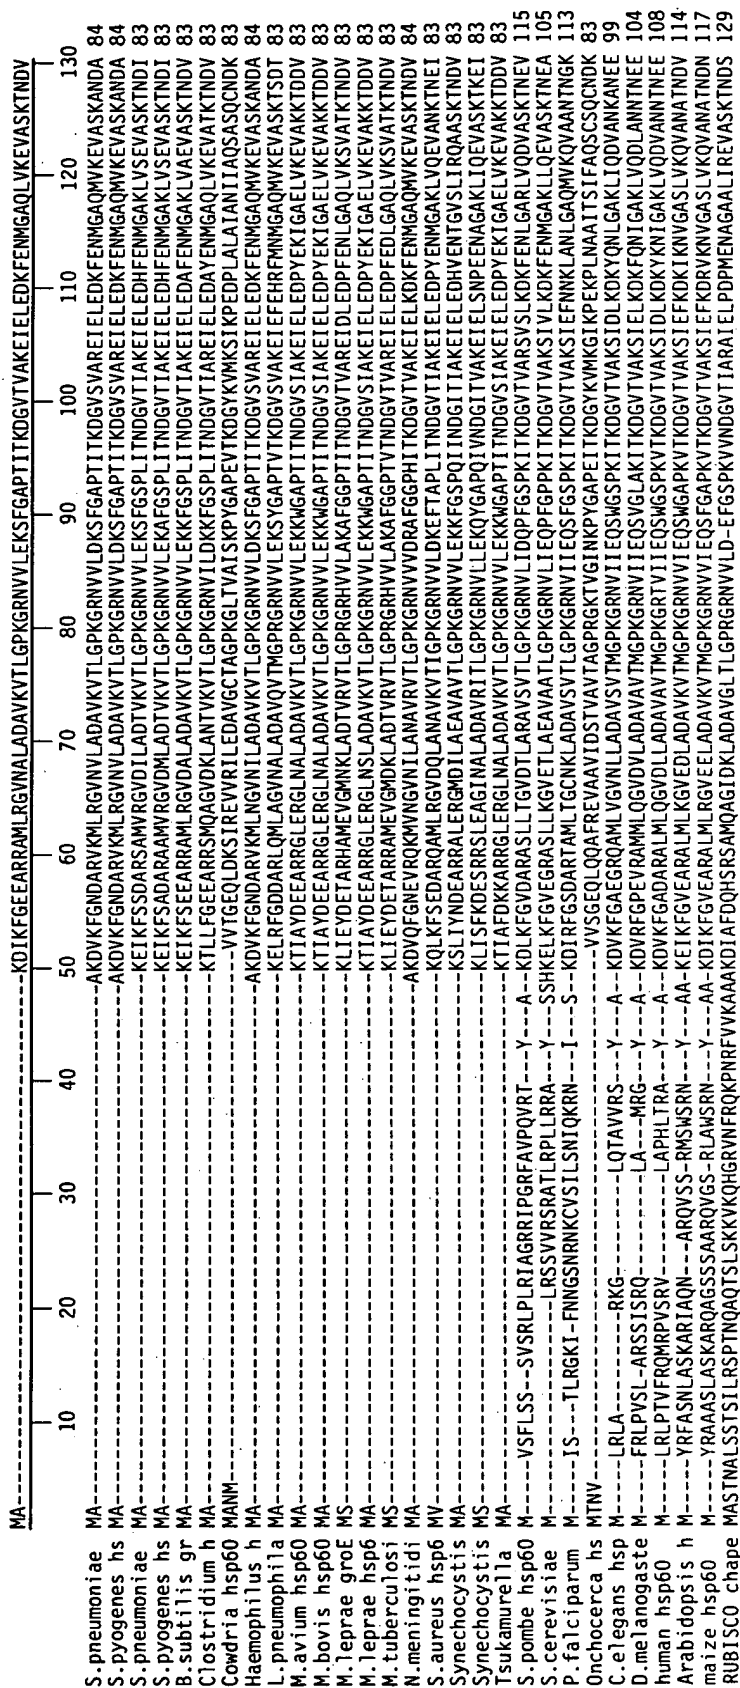 MA-----------------------------------------------KDIKFGEEARRAMLRGVNALADAVKVTLGPKGRNVVLEKSFGAPTITKDGVTVAKEIELEDKFENMGAQLVKEVASKTNDV
10 20 30 40 50 60 70 80 90 100 110 120 130
S.pneumoniae MA----------------------------------------------AKDVKFGNDARVKMLRGVNVLADAVKVTLGPKGRNVVLDKSFGAPTITKDGVSVAREIELEDKFENMGAQMVKEVASKANDA 84
S.pyogenes hs MA----------------------------------------------AKDVKFGNDARVKMLRGVNVLADAVKVTLGPKGRNVVLDKSFGAPTITKDGVSVAREIELEDKFENMGAQMVKEVASKANDA 84
S.pneumoniae MA-----------------------------------------------KEIKFSSDARSAMVRGVDILADTVKVTLGPKGRNVVLEKSFGSPLITNDGVTIAKEIELEDHFENMGAKLVSEVASKTNDI 83
S.pyogenes hs MA-----------------------------------------------KEIKFSADARAAMVRGVDMLADTVKVTLGPKGRNVVLEKAFGSPLITNDGVTIAKEIELEDHFENMGAKLVSEVASKTNDI 83
B.subtilis gr MA-----------------------------------------------KEIKFSEEARRAMLRGVDALADAVKVTLGPKGRNVVLEKKFGSPLITNDGVTIAKEIELEDAFENMGAKLVAEVASKTNDV 83
Clostridium h MA-----------------------------------------------KTLLFGEEARRSMQAGVDKLANTVKVTLGPKGRNVILDKKFGSPLITNDGVTIAREIELEDAYENMGAQLVKEVATKTNDV 83
Cowdria hsp60 MANM---------------------------------------------VVTGEQLDKSIREVVRILEDAVGCTAGPKGLTVAISKPYGAPEVTKDGYKVMKSIKPEDPLALAIANIIAQSASQCNDK 83
Haemophilus h MA----------------------------------------------AKDVKFGNDARVKMLNGVNILADAVKVTLGPKGRNVVLDKSFGAPTITKDGVSVAREIELEDKFENMGAQMVKEVASKANDA 84
L.pneumophila MA-----------------------------------------------KELRFGDDARLQMLAGVNALADAVQVTMGPRGRNVVLEKSYGAPTVTKDGVSVAKEIEFEHRFMNMGAQMVKEVASKTSDT 83
M.avium hsp60 MA-----------------------------------------------KTIAYDEEARRGLERGLNALADAVKVTLGPKGRNVVLEKKWGAPTITNDGVSIAKEIELEDPYEKIGAELVKEVAKKTDDV 83
M.bovis hsp60 MA-----------------------------------------------KTIAYDEEARRGLERGLNALADAVKVTLGPKGRNVVLEKKWGAPTITNDGVSIAKEIELEDPYEKIGAELVKEVAKKTDDV 83
M.leprae groE MS-----------------------------------------------KLIEYDETARHAMEVGMNKLADTVRVTLGPRGRHVVLAKAFGGPTITNDGVTVAREIDLEDPFENLGAQLVKSVATKTNDV 83
M.leprae hsp6 MA-----------------------------------------------KTIAYDEEARRGLERGLNSLADAVKVTLGPKGRNVVLEKKWGAPTITNDGVSIAKEIELEDPYEKIGAELVKEVAKKTDDV 83
M.tuberculosi MS-----------------------------------------------KLIEYDETARRAMEVGMDKLADTVRVTLGPRGRHVVLAKAFGGPTVTNDGVTVAREIELEDPFEDLGAQLVKSVATKTNDV 83
N.meningitidi MA----------------------------------------------AKDVQFGNEVRQKMVNGVNILANAVRVTLGPKGRNVVVDRAFGGPHITKDGVTVAKEIELKDKFENMGAQMVKEVASKTNDV 84
S.aureus hsp6 MV-----------------------------------------------KQLKFSEDARQAMLRGVDQLANAVKVTIGPKGRNVVLDKEFTAPLITNDGVTIAKEIELEDPYENMGAKLVQEVANKTNEI 83
Synechocystis MA-----------------------------------------------KSLIYNDEARRALERGMDILAEAVAVTLGPKGRNVVLEKKFGSPQIINDGITIAKEIELEDHVENTGVSLIRQAASKTNDV 83
Synechocystis MS-----------------------------------------------KLISFKDESRRSLEAGINALADAVRITLGPKGRNVLLEKQYGAPQIVNDGITVAKEIELSNPEENAGAKLIQEVASKTKEI 83
Tsukamurella MA-----------------------------------------------KTIAFDKKARRGLERGLNALADAVKVTLGPKGRNVVLEKKWGAPTITNDGVSIAKEIELEDPYEKIGAELVKEVAKKTDDV 83
S.pombe hsp60 M-----VSFLSS--SVSRLPLRIAGRRIPGRFAVPQVRT---Y---A--KDLKFGVDARASLLTGVDTLARAVSVTLGPKGRNVLIDQPFGSPKITKDGVTVARSVSLKDKFENLGARLVQDVASKTNEV 115
S.cerevisiae M------------------LRSSVVRSRATLRPLLRRA---Y---SSHKELKFGVEGRASLLKGVETLAEAVAATLGPKGRNVLIEQPFGPPKITKDGVTVAKSIVLKDKFENMGAKLLQEVASKTNEA 105
P.falciparum M-----IS---TLRGKI-FNNGSNRNKCVSILSNIQKRN---I---S--KDIRFGSDARTAMLTGCNKLADAVSVTLGPKGRNVIIEQSFGSPKITKDGVTVAKSIEFNNKLANLGAQMVKQVAANTNGK 113
Onchocerca hs MTNV---------------------------------------------VVSGEQLQQAFREVAAVIDSTVAVTAGPRGKTVGINKPYGAPEITKDGYKVMKGIKPEKPLNAAITSIFAQSCSQCNDK 83
C.elegans hsp M-----LRLA------RKG---------LQTAVVRS---Y---A--KDVKFGAEGRQAMLVGVNLLADAVSVTMGPKGRNVIIEQSWGSPKITKDGVTVAKSIDLKDKYQNLGAKLIQDVANKANEE 99
D.melanogaste M-----FRLPVSL-ARSSISRQ---------LA---MRG---Y---A--KDVRFGPEVRAMMLQGVDVLADAVAVTMGPKGRNVIIEQSVGLAKITKDGVTVAKSIELKDKFQNIGAKLVQDLANNTNEE 104
human hsp60 M-----LRLPTVFRQMRPVSRV---------LAPHLTRA---Y---A--KDVKFGADARALMLQGVDLLADAVAVTMGPKGRTVIIEQSWGSPKVTKDGVTVAKSIDLKDKYKNIGAKLVQDVANNTNEE 108
Arabidopsis h M-----YRFASNLASKARIAQN---ARQVSS-RMSWSRN---Y---AA-KEIKFGVEARALMLKGVEDLADAVKVTMGPKGRNVVIEQSWGAPKVTKDGVTVAKSIEFKDKIKNVGASLVKQVANATNDV 114
maize hsp60 M-----YRAAASLASKARQAGSSSAARQVGS-RLAWSRN---Y---AA-KDIKFGVEARALMLRGVEELADAVKVTMGPKGRNVVIEQSFGAPKVTKDGVTVAKSIEFKDRVKNVGASLVKQVANATNDN 117
RUBISCO chape MASTNALSSTSILRSPTNQAQTSLSKKVKQHGRVNFRQKPNRFVVKAAAKDIAFDQHSRSAMQAGIDKLADAVGLTLGPRGRNVVLD-EFGSPKVVNDGVTIARAIELPDPMENAGAALIREVASKTNDS 129